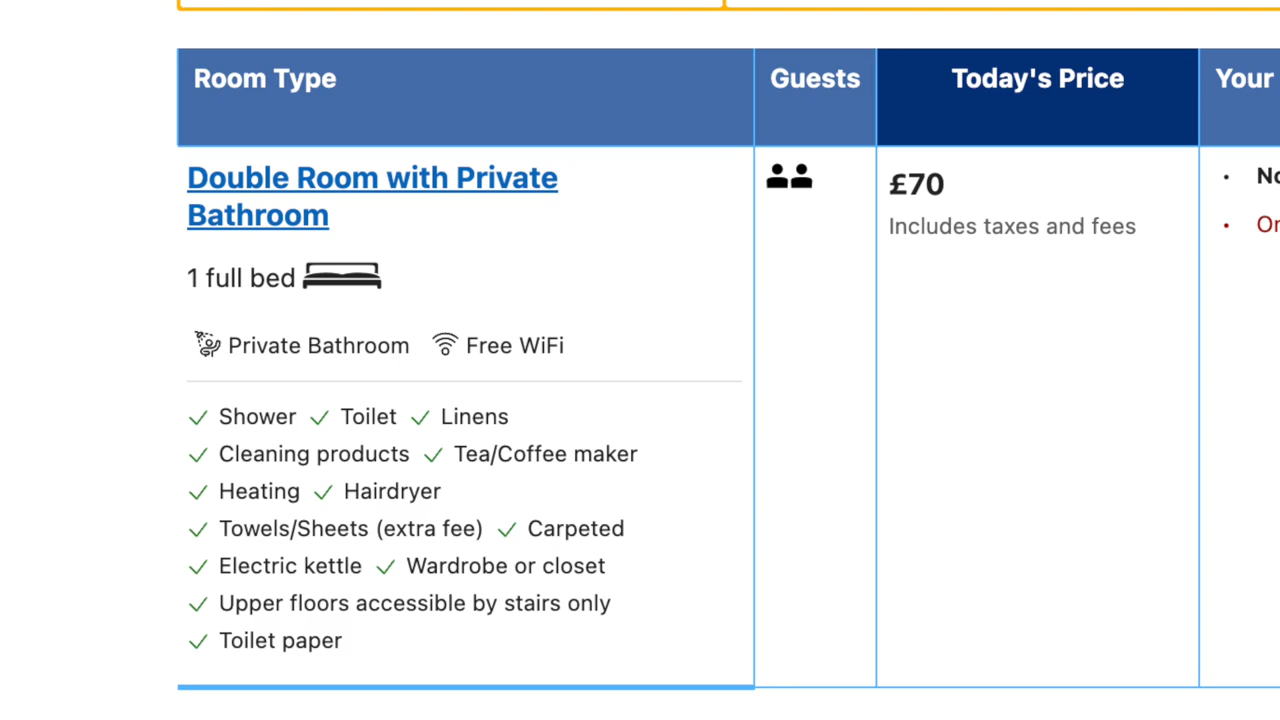 Room Type
Guests
Today's Price
Your
Double Room with Private
Bathroom
£70
Includes taxes and fees
1 full bed
Private Bathroom
Free WiFi
Shower
Toilet
Linens
Cleaning products
Tea/Coffee maker
Heating
Hairdryer
Towels/Sheets (extra fee)
Carpeted
Electric kettle
Wardrobe or closet
Upper floors accessible by stairs only
Toilet paper